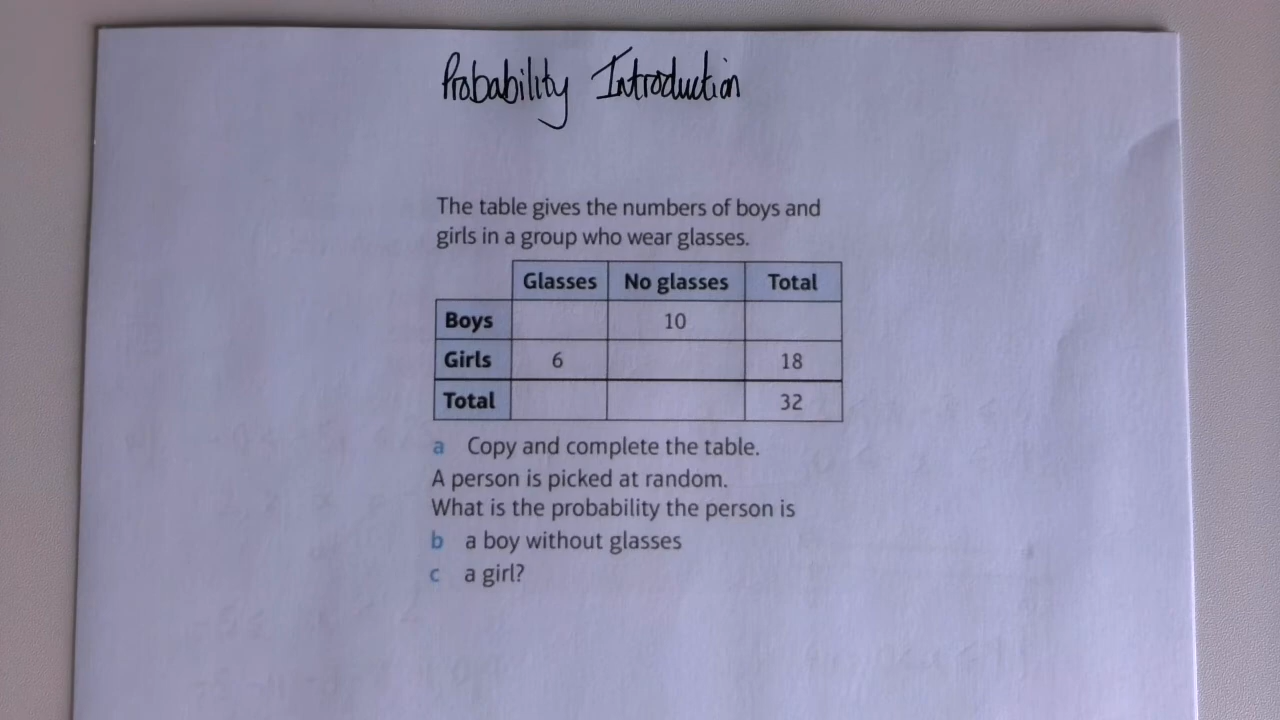 Probability Introduction
The table gives the numbers of boys and
girls in a group who wear glasses.
Glasses No glasses Total
Boys 10
Girls 6 18
Total 32
a Copy and complete the table.
A person is picked at random.
What is the probability the person is
b a boy without glasses
c a girl?